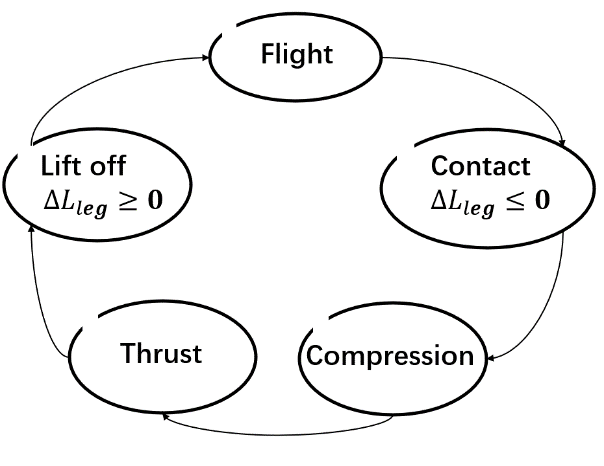 Flight
Lift off
ΔL_leg ≥ 0
Contact
ΔL_leg ≤ 0
Thrust
Compression